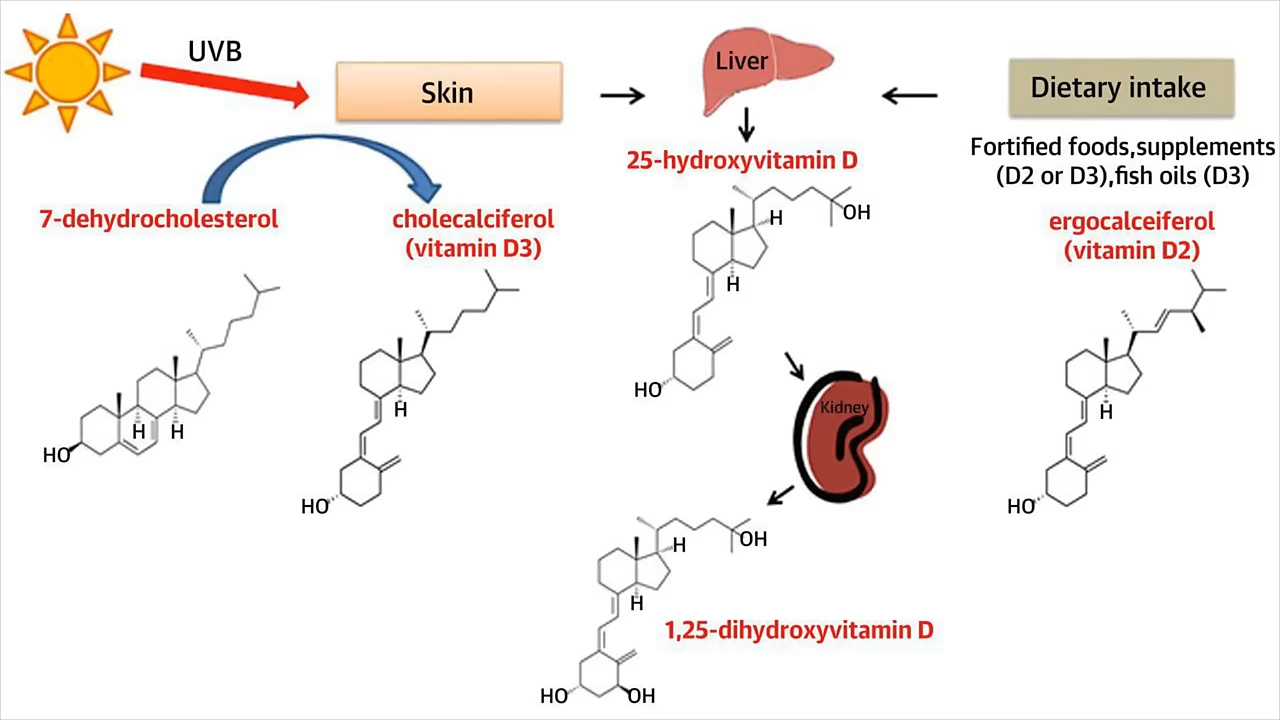 UVB
Skin
Liver
Dietary intake
Fortified foods,supplements
(D2 or D3),fish oils (D3)
25-hydroxyvitamin D
7-dehydrocholesterol
cholecalciferol
(vitamin D3)
ergocalceiferol
(vitamin D2)
OH
H
H
HO
H
H
HO
H
HO
Kidney
H
HO
OH
H
H
1,25-dihydroxyvitamin D
HO
OH